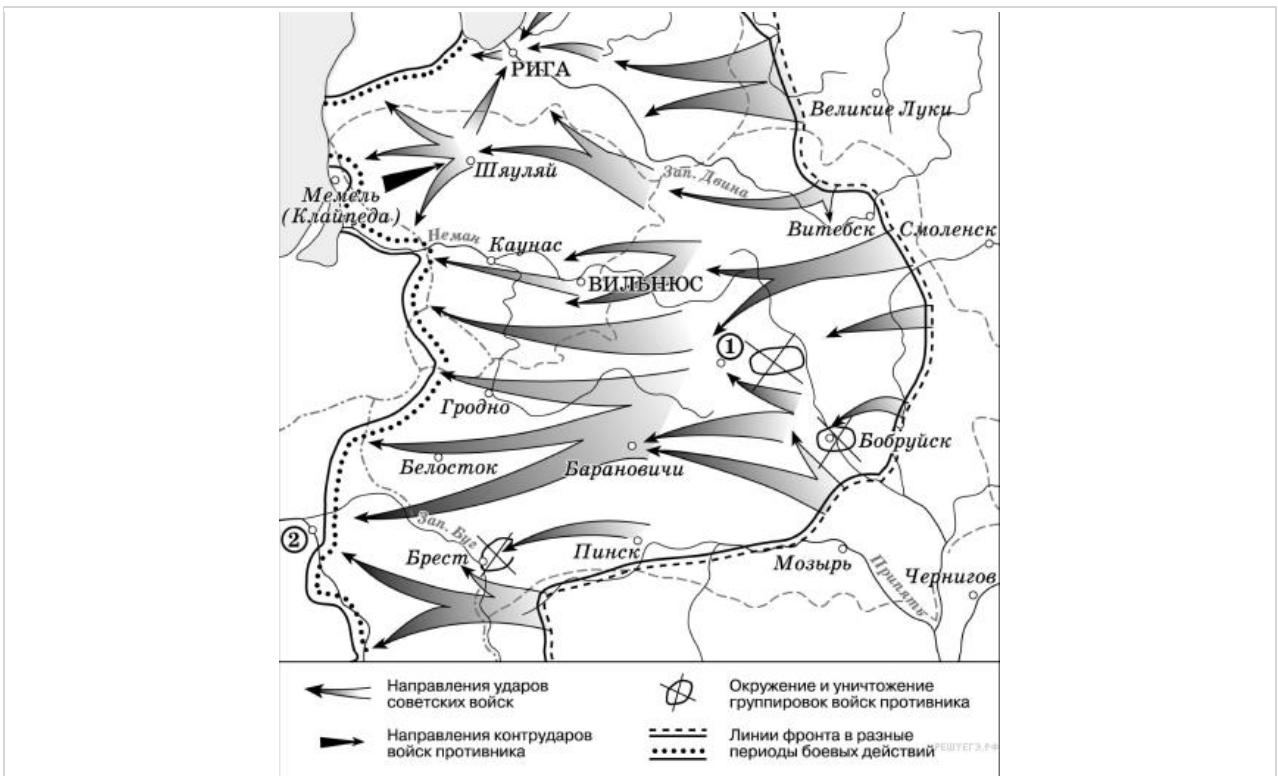 РИГА
Великие Луки
Шяуляй
Зап. Двина
Мемель
(Клайпеда)
Витебск
Смоленск
Неман
Каунас
ВИЛЬНЮС
1
Гродно
Бобруйск
Белосток
Барановичи
2
Зап. Буг
Брест
Пинск
Мозырь
Припять
Чернигов
Направления ударов
советских войск
Окружение и уничтожение
группировок войск противника
Направления контрударов
войск противника
Линии фронта в разные
периоды боевых действий
РЕШУЕГЭ.РФ